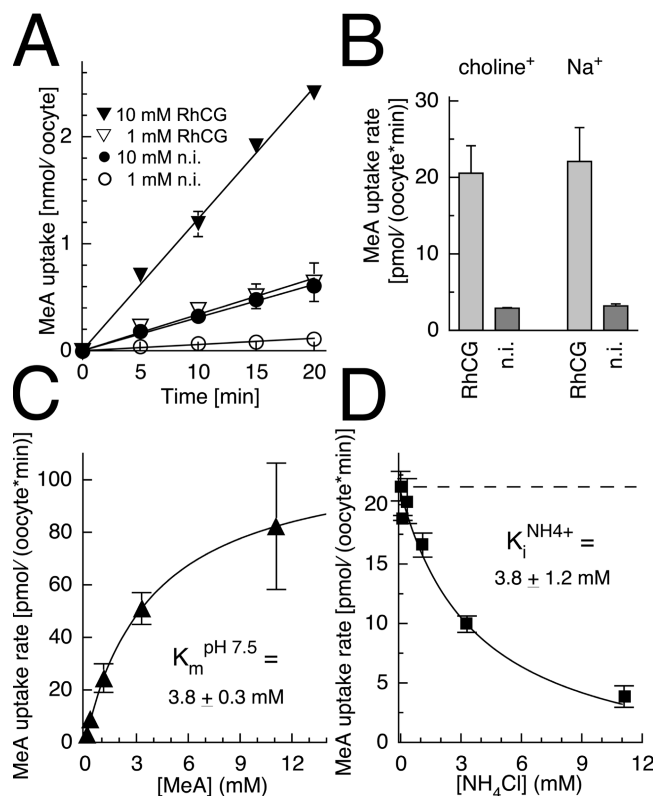 A
MeA uptake [nmol/oocyte]
2
1
0
▼ 10 mM RhCG
▽ 1 mM RhCG
● 10 mM n.i.
○ 1 mM n.i.
0 5 10 15 20
Time [min]
B
choline⁺ Na⁺
MeA uptake rate
[pmol/ (oocyte*min)]
30
20
10
0
RhCG n.i. RhCG n.i.
C
MeA uptake rate [pmol/ (oocyte*min)]
100
80
60
40
20
0
Kₘ pH 7.5 =
3.8 ± 0.3 mM
0 3 6 9 12
[MeA] (mM)
D
MeA uptake rate [pmol/ (oocyte*min)]
20
15
10
5
0
Kᵢ NH4+ =
3.8 ± 1.2 mM
0 3 6 9 12
[NH₄Cl] (mM)